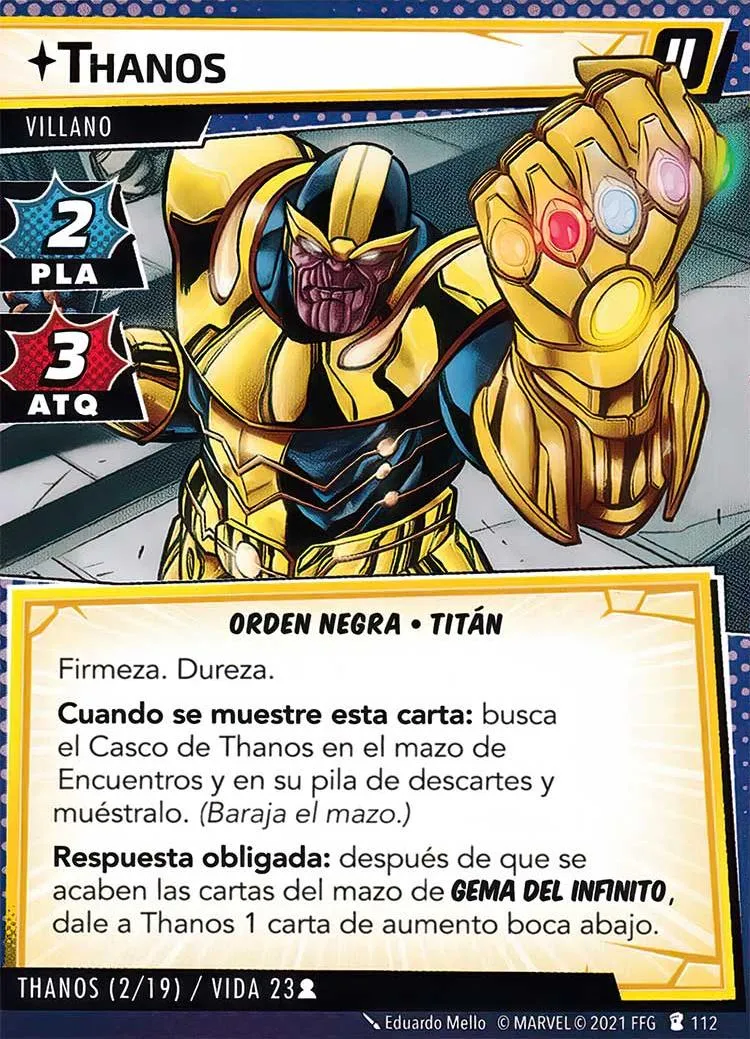 THANOS
II
VILLANO
2
PLA
3
ATQ
ORDEN NEGRA • TITÁN
Firmeza. Dureza.
Cuando se muestre esta carta: busca
el Casco de Thanos en el mazo de
Encuentros y en su pila de descartes y
muéstralo. (Baraja el mazo.)
Respuesta obligada: después de que se
acaben las cartas del mazo de GEMA DEL INFINITO,
dale a Thanos 1 carta de aumento boca abajo.
THANOS (2/19) / VIDA 23
Eduardo Mello © MARVEL © 2021 FFG 112